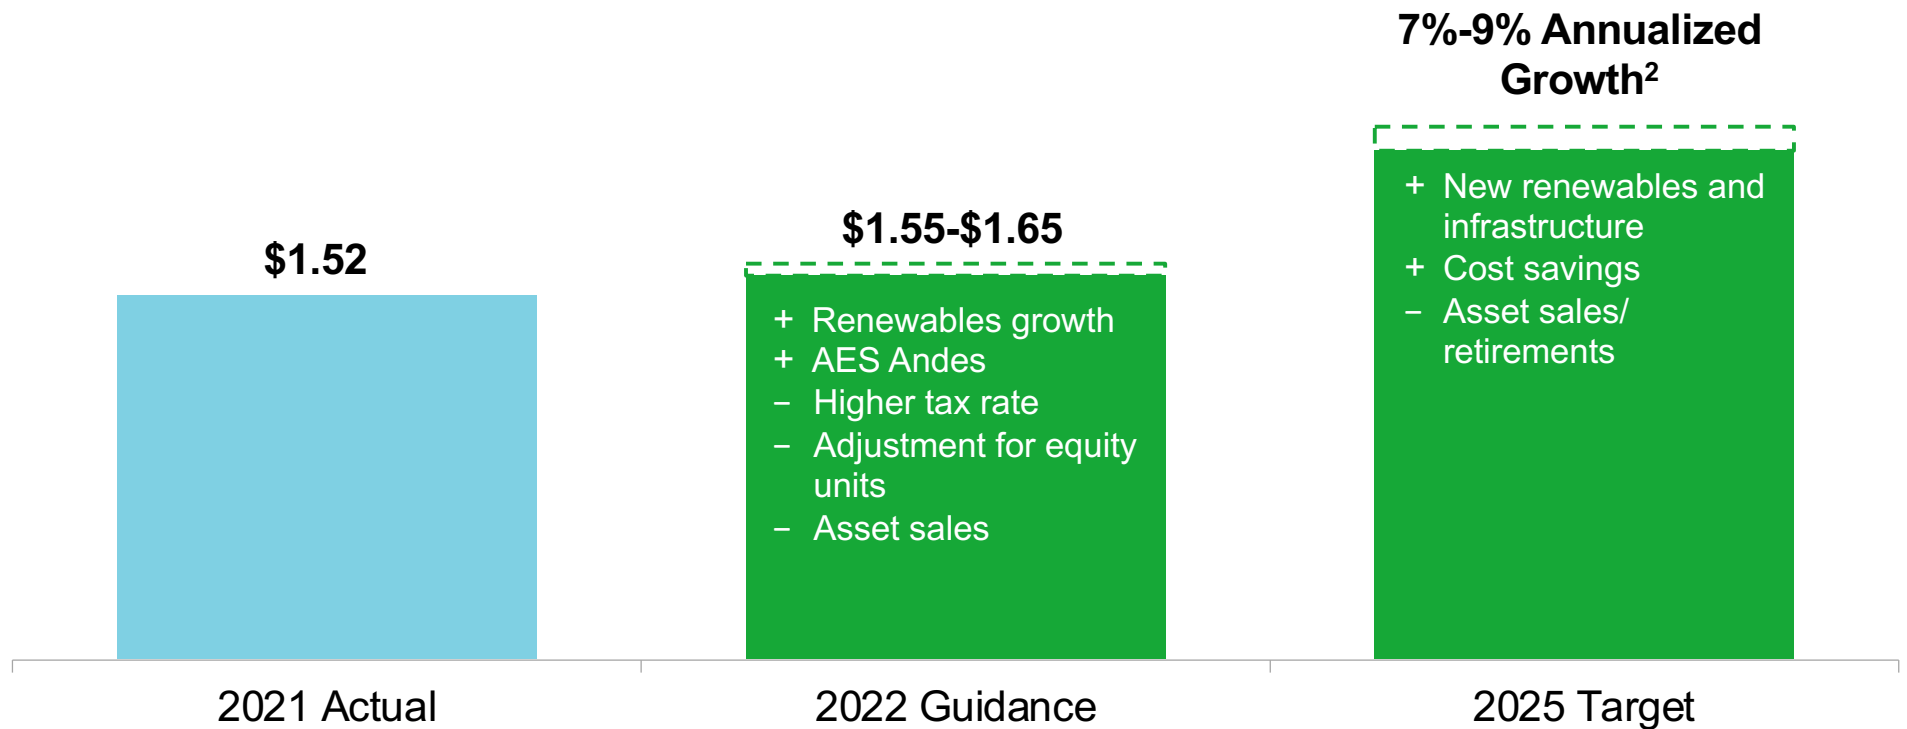 7%-9% Annualized
Growth²
$1.52
$1.55-$1.65
+ Renewables growth
+ AES Andes
− Higher tax rate
− Adjustment for equity
units
− Asset sales
+ New renewables and
infrastructure
+ Cost savings
− Asset sales/
retirements
2021 Actual
2022 Guidance
2025 Target